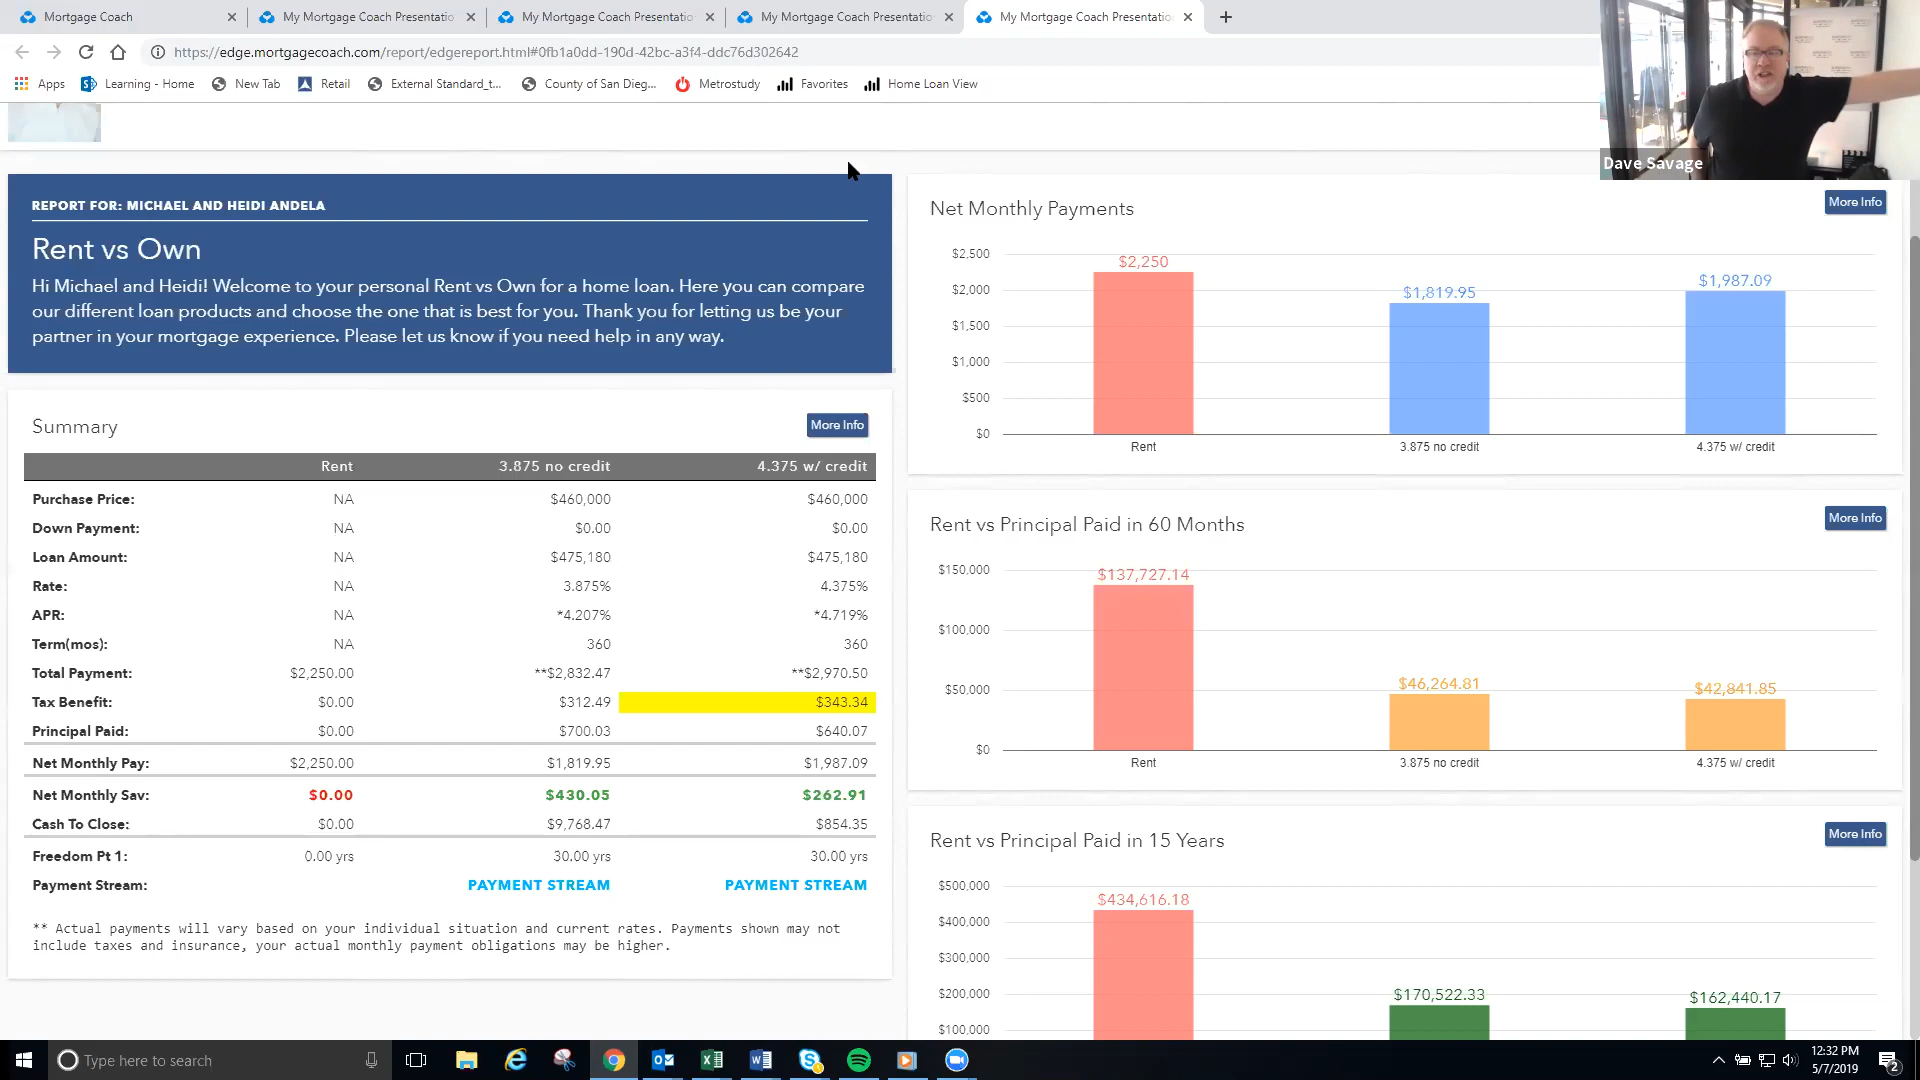 Mortgage Coach
My Mortgage Coach Presentatio
My Mortgage Coach Presentatio
My Mortgage Coach Presentatio
My Mortgage Coach Presentatio
https://edge.mortgagecoach.com/report/edgereport.html#0fb1a0dd-190d-42bc-a3f4-ddc76d302642
Apps Learning - Home New Tab Retail External Standard_t... County of San Dieg... Metrostudy Favorites Home Loan View
Dave Savage
REPORT FOR: MICHAEL AND HEIDI ANDELA
Rent vs Own
Hi Michael and Heidi! Welcome to your personal Rent vs Own for a home loan. Here you can compare
our different loan products and choose the one that is best for you. Thank you for letting us be your
partner in your mortgage experience. Please let us know if you need help in any way.
Summary
More Info
Rent 3.875 no credit 4.375 w/ credit
Purchase Price: NA $460,000 $460,000
Down Payment: NA $0.00 $0.00
Loan Amount: NA $475,180 $475,180
Rate: NA 3.875% 4.375%
APR: NA *4.207% *4.719%
Term(mos): NA 360 360
Total Payment: $2,250.00 **$2,832.47 **$2,970.50
Tax Benefit: $0.00 $312.49 $343.34
Principal Paid: $0.00 $700.03 $640.07
Net Monthly Pay: $2,250.00 $1,819.95 $1,987.09
Net Monthly Sav: $0.00 $430.05 $262.91
Cash To Close: $0.00 $9,768.47 $854.35
Freedom Pt 1: 0.00 yrs 30.00 yrs 30.00 yrs
Payment Stream: PAYMENT STREAM PAYMENT STREAM
** Actual payments will vary based on your individual situation and current rates. Payments shown may not
include taxes and insurance, your actual monthly payment obligations may be higher.
Net Monthly Payments
More Info
$2,500
$2,000
$1,500
$1,000
$500
$0
$2,250
$1,819.95
$1,987.09
Rent 3.875 no credit 4.375 w/ credit
Rent vs Principal Paid in 60 Months
More Info
$150,000
$100,000
$50,000
$0
$137,727.14
$46,264.81
$42,841.85
Rent 3.875 no credit 4.375 w/ credit
Rent vs Principal Paid in 15 Years
More Info
$500,000
$400,000
$300,000
$200,000
$100,000
$434,616.18
$170,522.33
$162,440.17
Type here to search
12:32 PM
5/7/2019
2